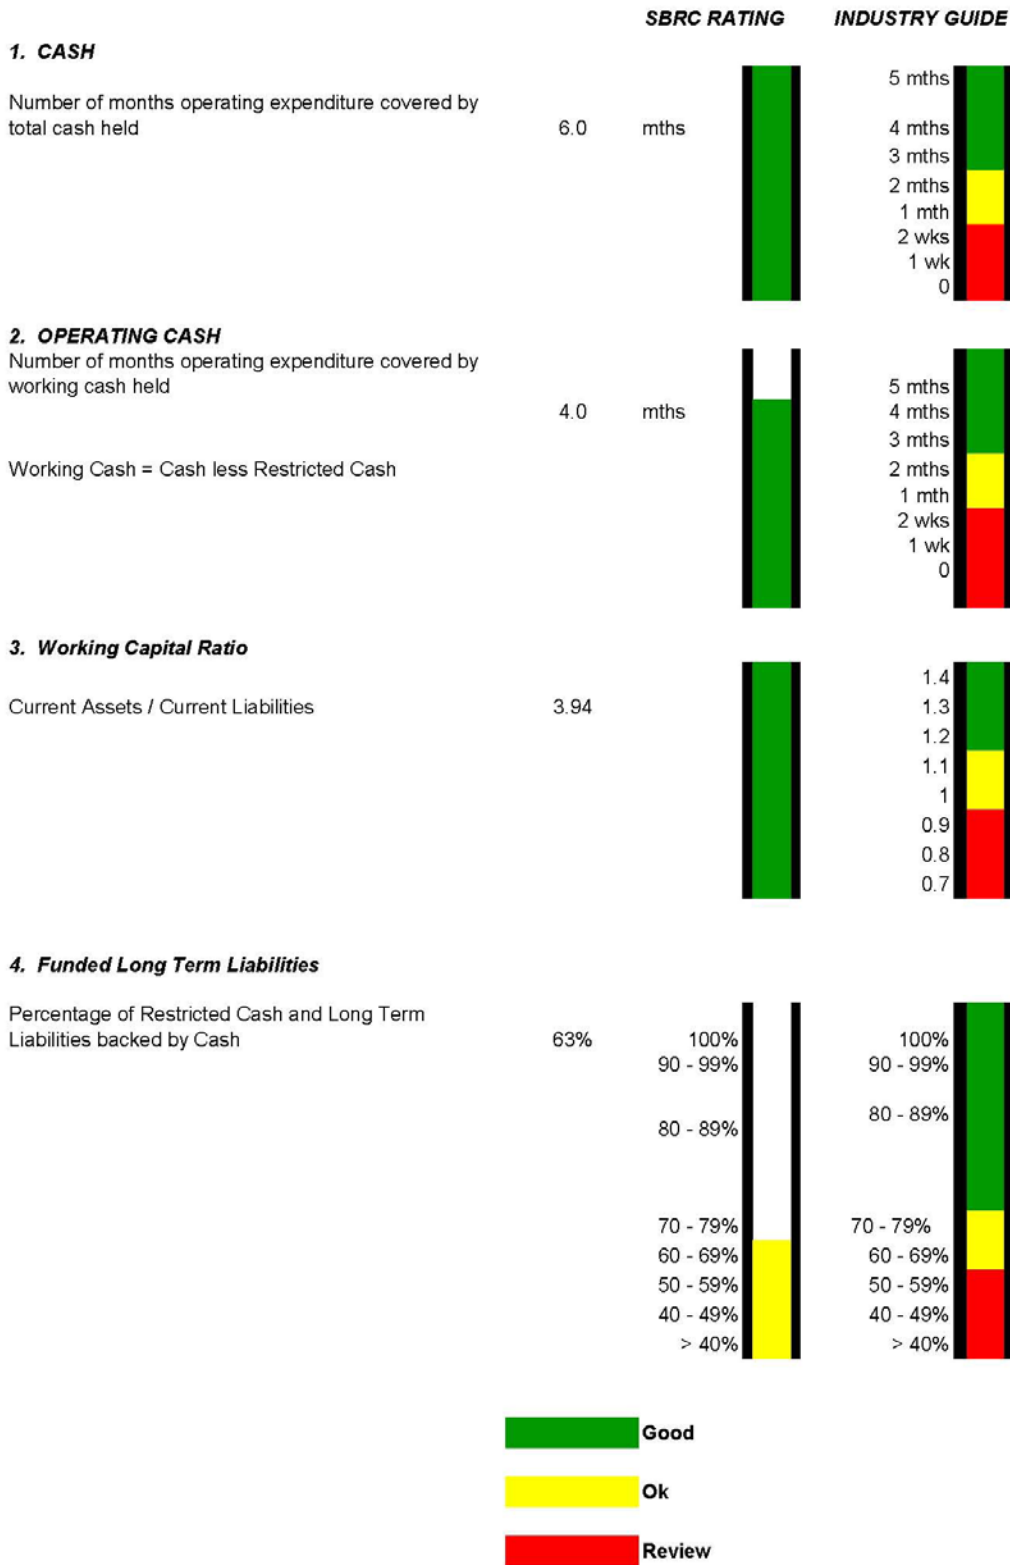 SBRC RATING INDUSTRY GUIDE
1. CASH
Number of months operating expenditure covered by
total cash held 6.0 mths
5 mths
4 mths
3 mths
2 mths
1 mth
2 wks
1 wk
0
2. OPERATING CASH
Number of months operating expenditure covered by
working cash held
4.0 mths
Working Cash = Cash less Restricted Cash
5 mths
4 mths
3 mths
2 mths
1 mth
2 wks
1 wk
0
3. Working Capital Ratio
Current Assets / Current Liabilities 3.94
1.4
1.3
1.2
1.1
1
0.9
0.8
0.7
4. Funded Long Term Liabilities
Percentage of Restricted Cash and Long Term
Liabilities backed by Cash 63% 100% 100%
90 - 99% 90 - 99%
80 - 89% 80 - 89%
70 - 79% 70 - 79%
60 - 69% 60 - 69%
50 - 59% 50 - 59%
40 - 49% 40 - 49%
> 40% > 40%
Good
Ok
Review